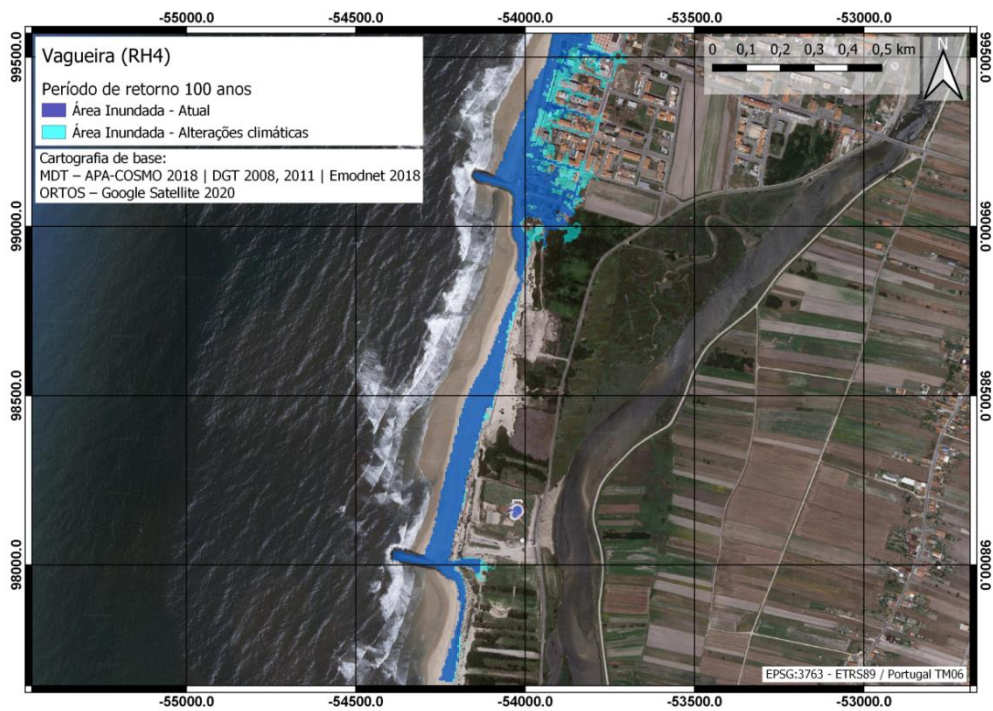 -55000.0 -54500.0 -54000.0 -53500.0 -53000.0
Vagueira (RH4)
Período de retorno 100 anos
Área Inundada - Atual
Área Inundada - Alterações climáticas
Cartografia de base:
MDT – APA-COSMO 2018 | DGT 2008, 2011 | Emodnet 2018
ORTOS – Google Satellite 2020
0 0,1 0,2 0,3 0,4 0,5 km
N
99500.0 99500.0
99000.0 99000.0
98500.0 98500.0
98000.0 98000.0
EPSG:3763 - ETRS89 / Portugal TM06
-55000.0 -54500.0 -54000.0 -53500.0 -53000.0